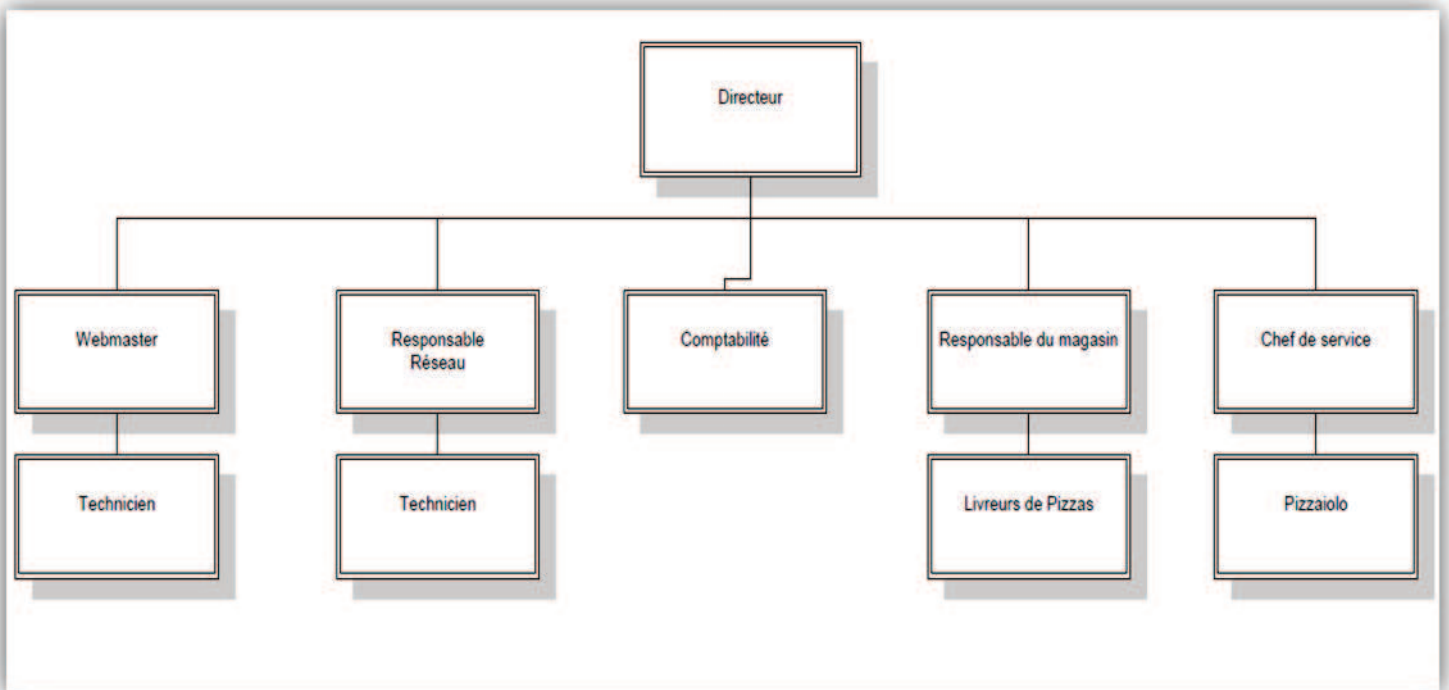 Directeur
Webmaster
Responsable
Réseau
Comptabilité
Responsable du magasin
Chef de service
Technicien
Technicien
Livreurs de Pizzas
Pizzaiolo